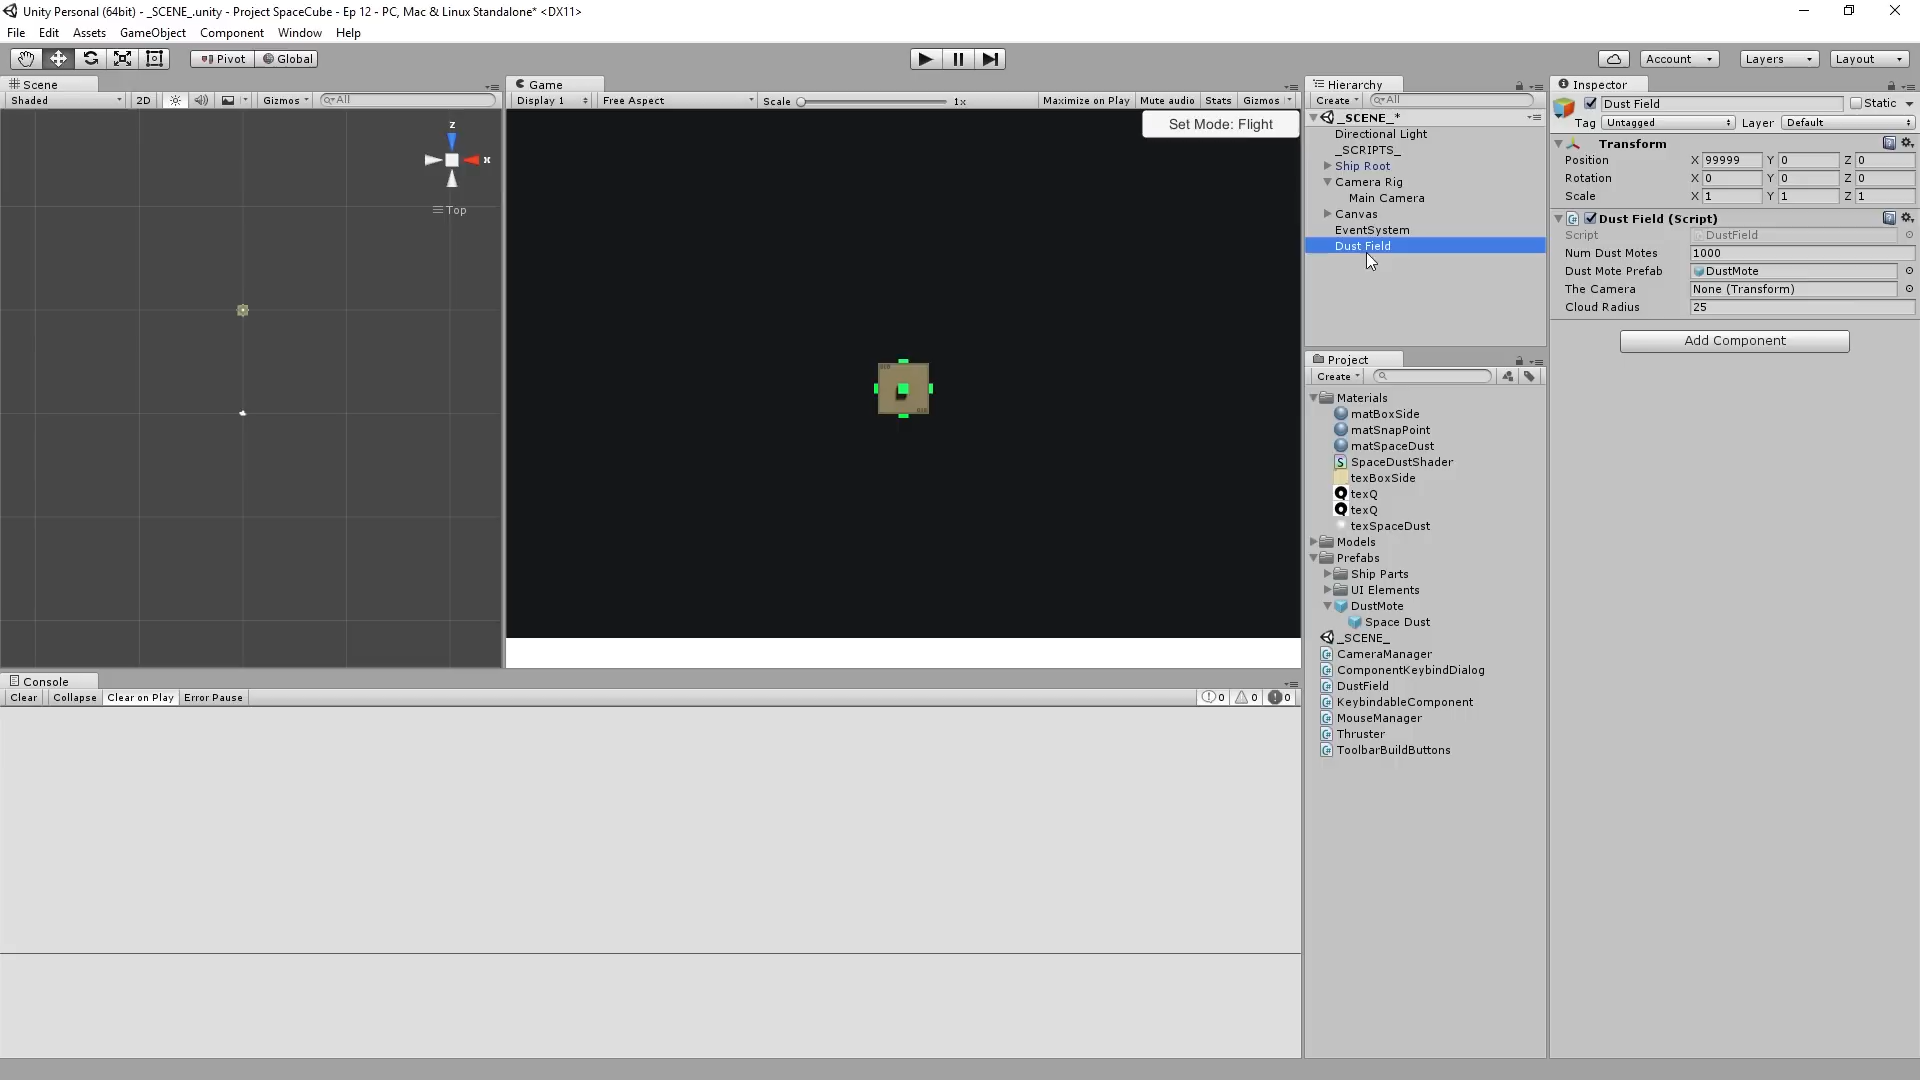 Unity Personal (64bit) - _SCENE_.unity - Project SpaceCube - Ep 12 - PC, Mac & Linux Standalone* <DX11>
File Edit Assets GameObject Component Window Help
Pivot Global
Account Layers Layout
Scene
Shaded 2D Gizmos All
z
x
Top
Game
Display 1 Free Aspect Scale 1x Maximize on Play Mute audio Stats Gizmos
Set Mode: Flight
Console
Clear Collapse Clear on Play Error Pause 0 0 0
Hierarchy
Create All
_SCENE_*
Directional Light
_SCRIPTS_
Ship Root
Camera Rig
Main Camera
Canvas
EventSystem
Dust Field
Project
Create
Materials
matBoxSide
matSnapPoint
matSpaceDust
SpaceDustShader
texBoxSide
texQ
texQ
texSpaceDust
Models
Prefabs
Ship Parts
UI Elements
DustMote
Space Dust
_SCENE_
CameraManager
ComponentKeybindDialog
DustField
KeybindableComponent
MouseManager
Thruster
ToolbarBuildButtons
Inspector
Dust Field Static
Tag Untagged Layer Default
Transform
Position X 99999 Y 0 Z 0
Rotation X 0 Y 0 Z 0
Scale X 1 Y 1 Z 1
Dust Field (Script)
Script DustField
Num Dust Motes 1000
Dust Mote Prefab DustMote
The Camera None (Transform)
Cloud Radius 25
Add Component